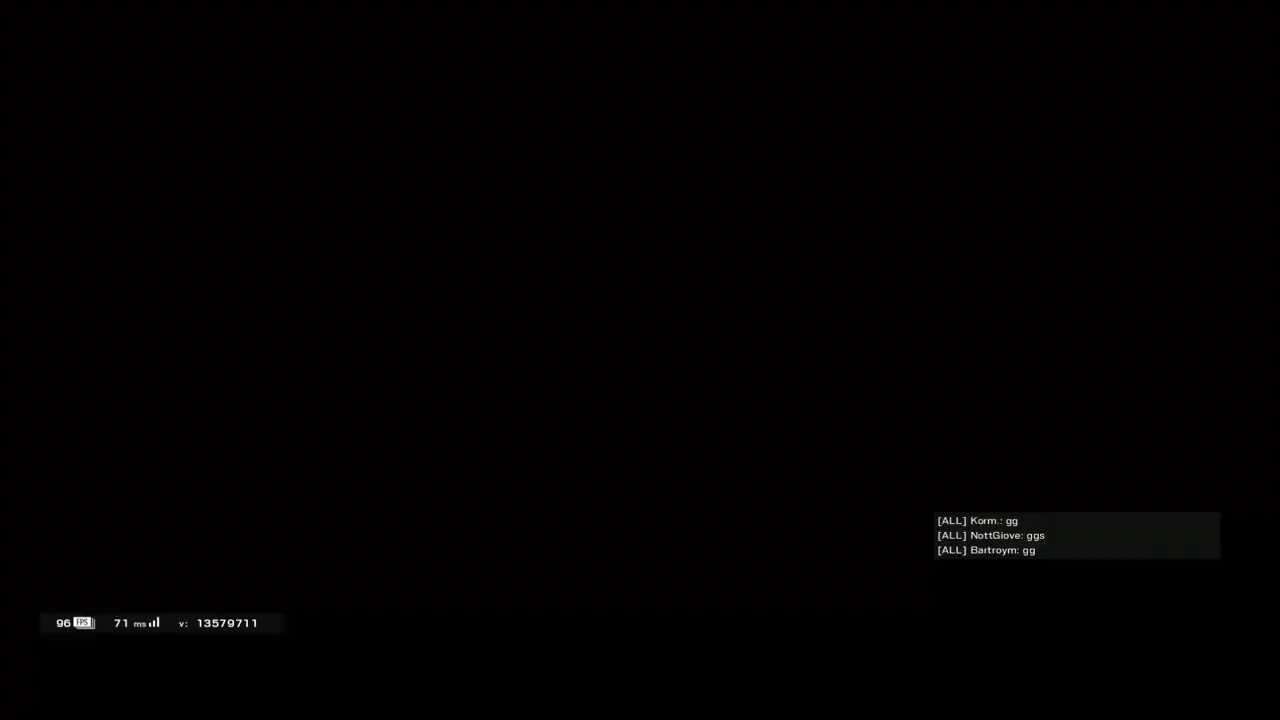 [ALL] Korm.: gg
[ALL] NottGiove: ggs
[ALL] Bartroym: gg
96 FPS 71 ms v: 13579711